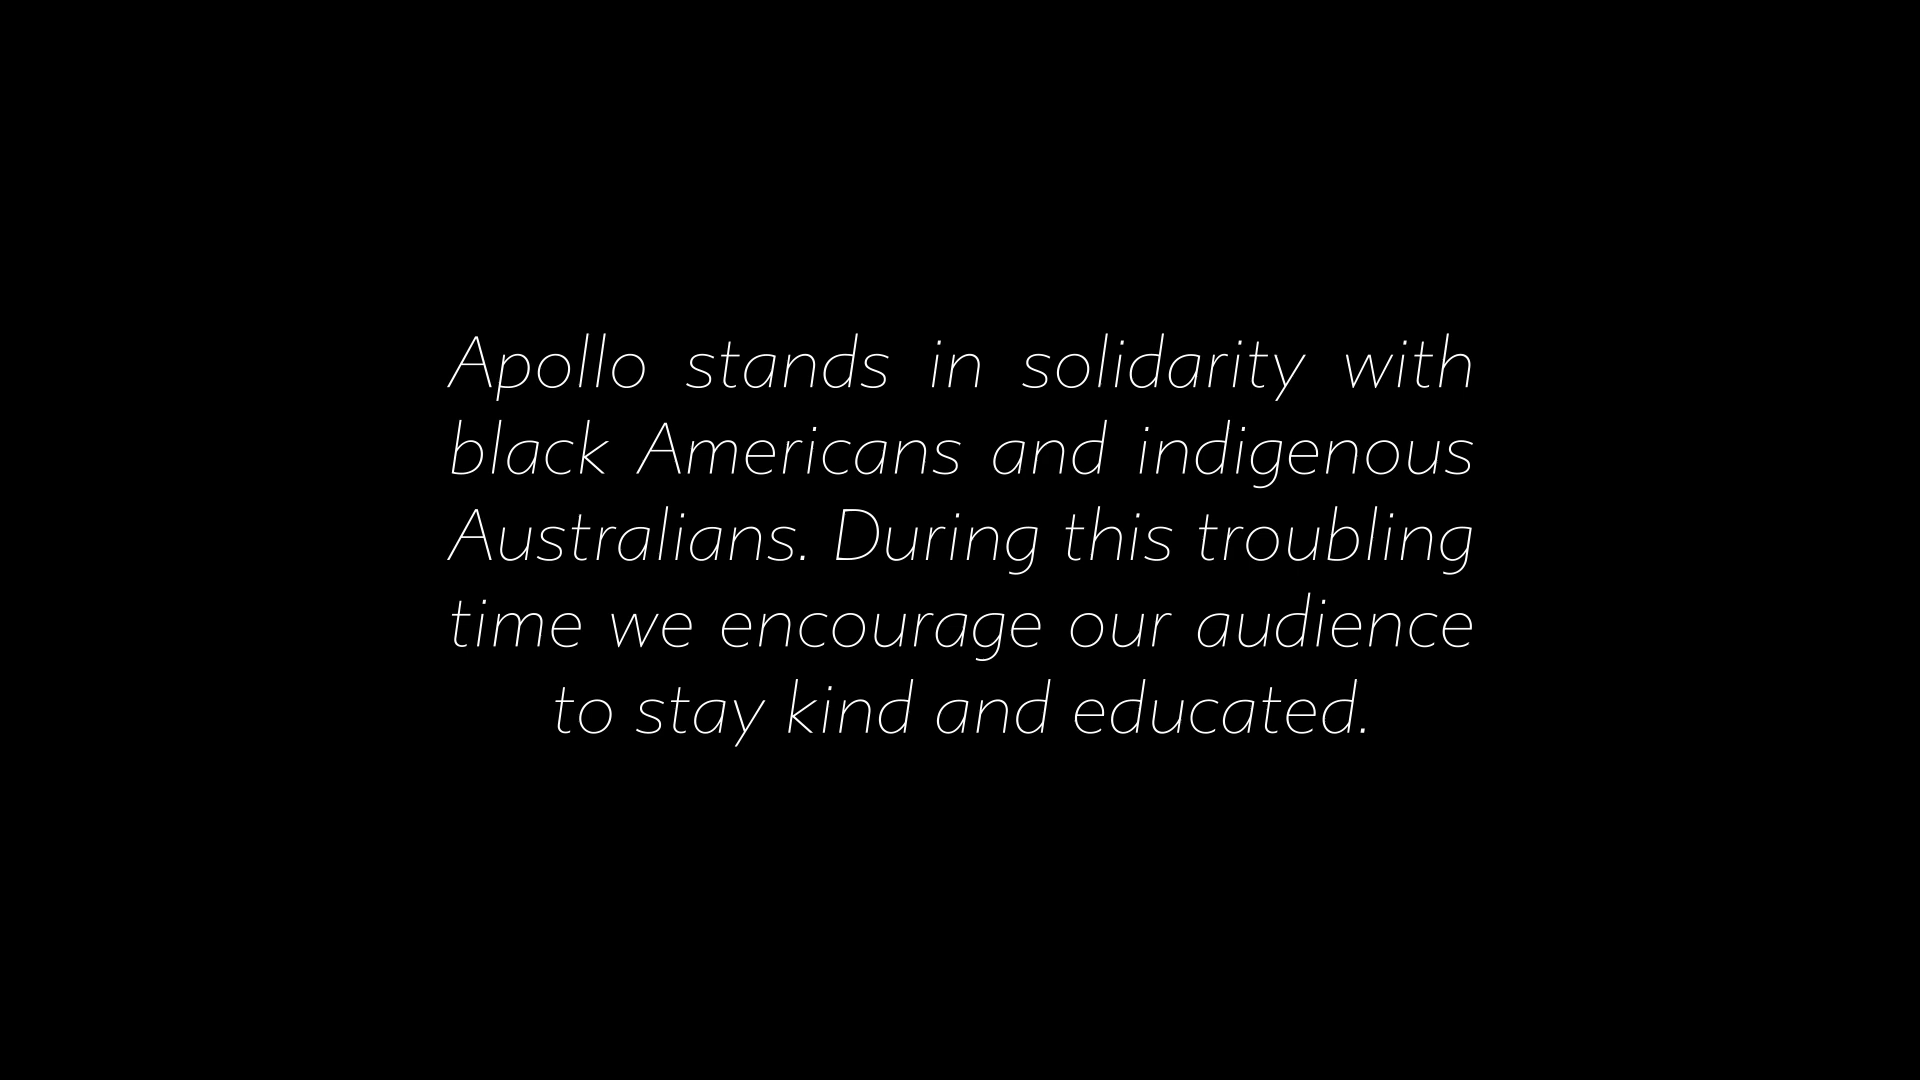 Apollo stands in solidarity with
black Americans and indigenous
Australians. During this troubling
time we encourage our audience
to stay kind and educated.